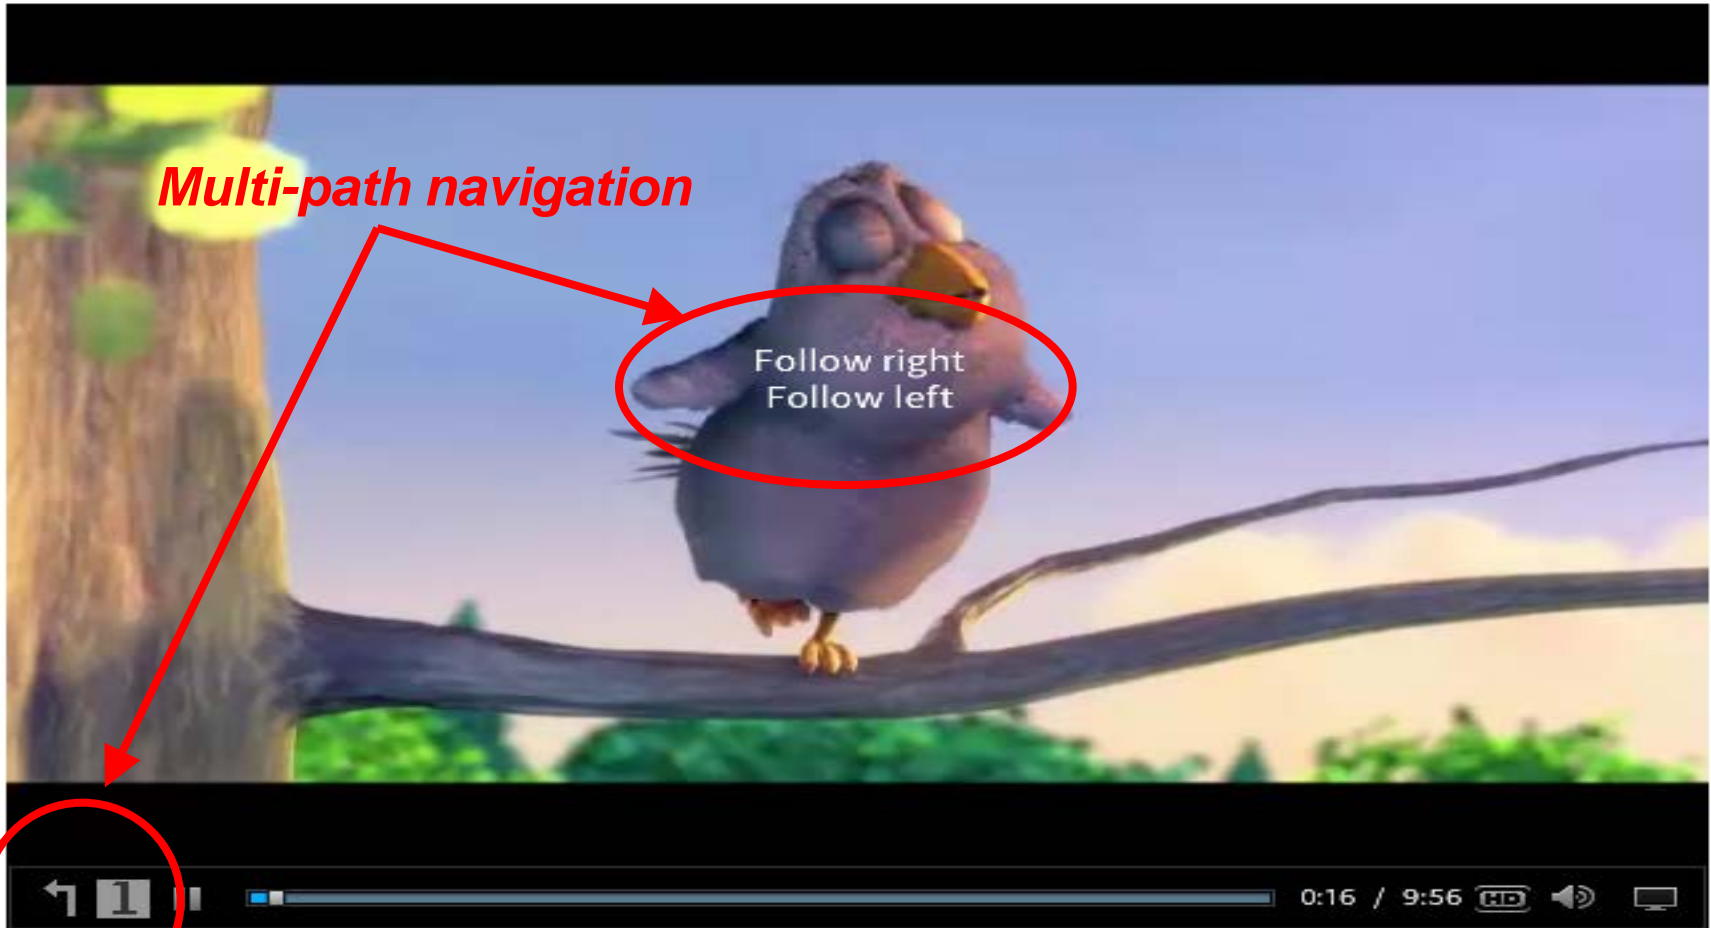 Multi-path navigation
Follow right
Follow left
1
0:16 / 9:56 HD